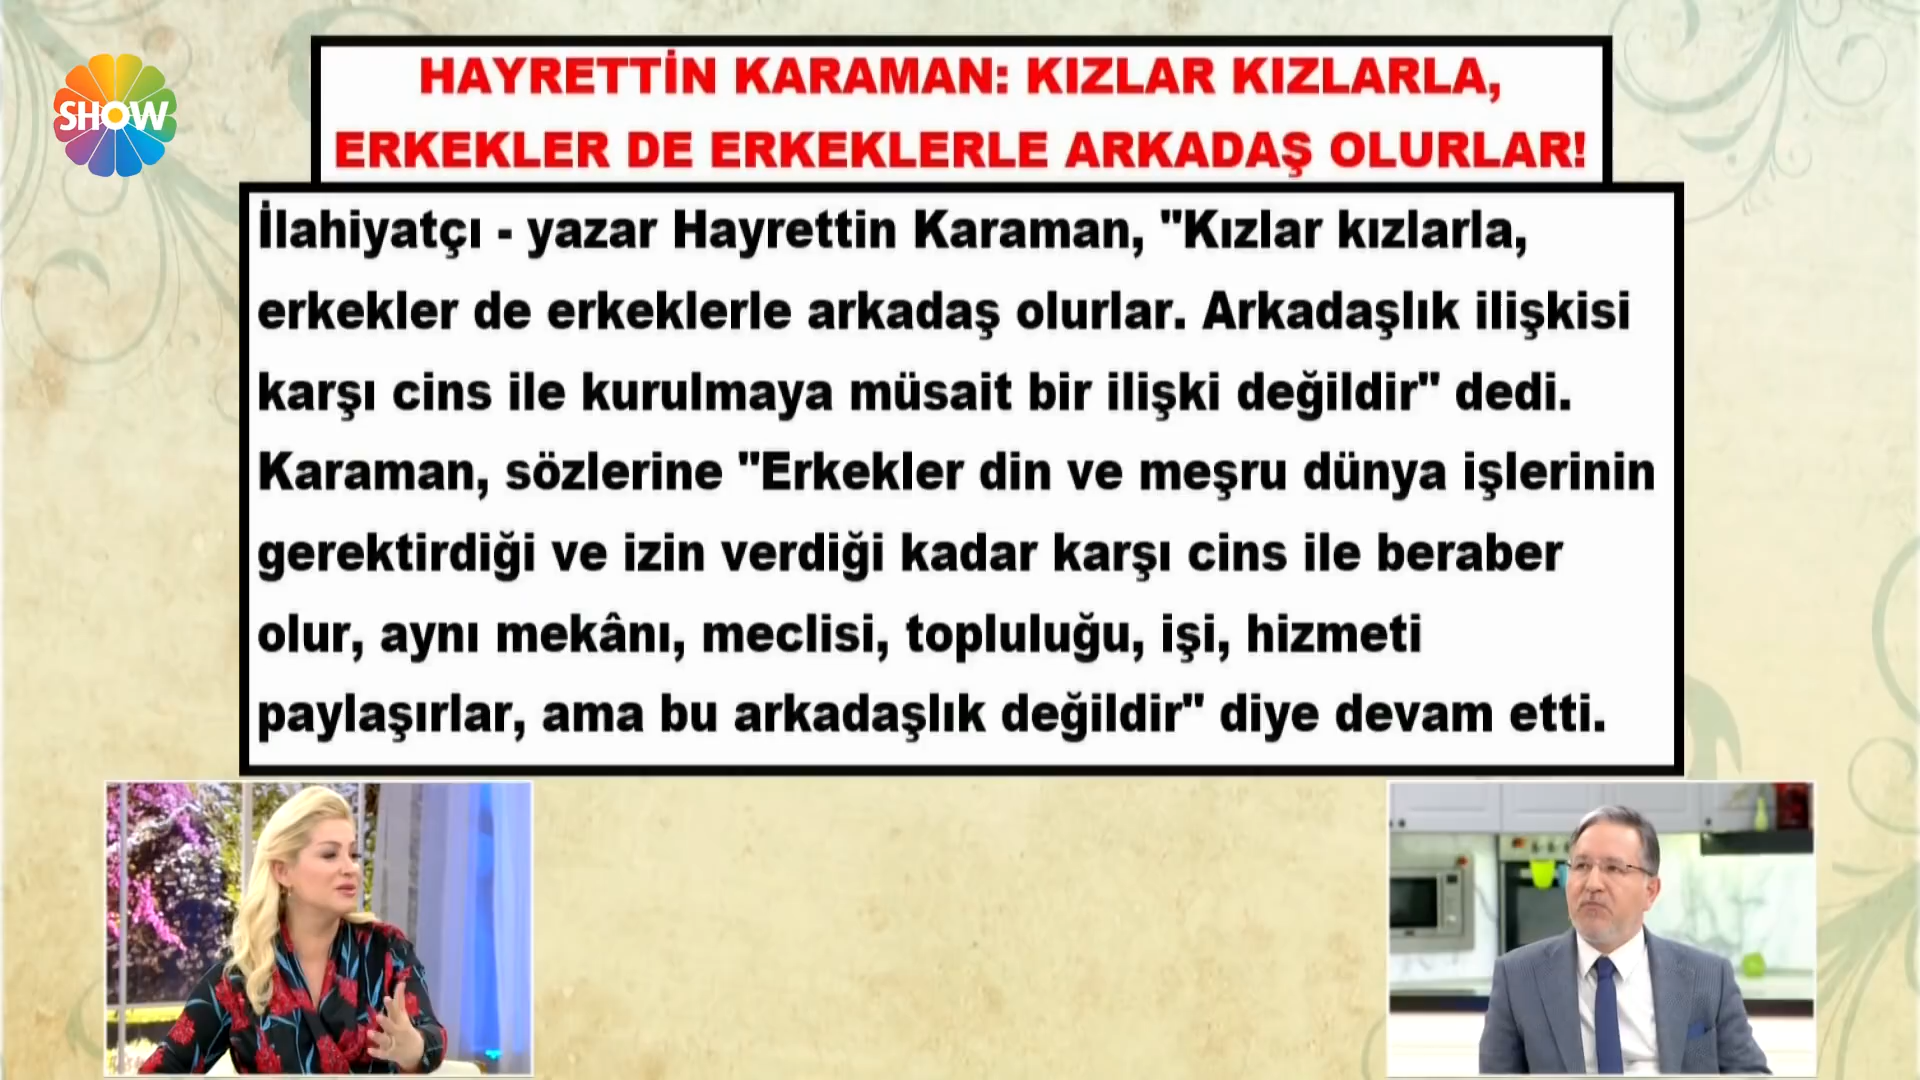 SHOW
HAYRETTİN KARAMAN: KIZLAR KIZLARLA,
ERKEKLER DE ERKEKLERLE ARKADAŞ OLURLAR!
İlahiyatçı - yazar Hayrettin Karaman, "Kızlar kızlarla,
erkekler de erkeklerle arkadaş olurlar. Arkadaşlık ilişkisi
karşı cins ile kurulmaya müsait bir ilişki değildir" dedi.
Karaman, sözlerine "Erkekler din ve meşru dünya işlerinin
gerektirdiği ve izin verdiği kadar karşı cins ile beraber
olur, aynı mekânı, meclisi, topluluğu, işi, hizmeti
paylaşırlar, ama bu arkadaşlık değildir" diye devam etti.